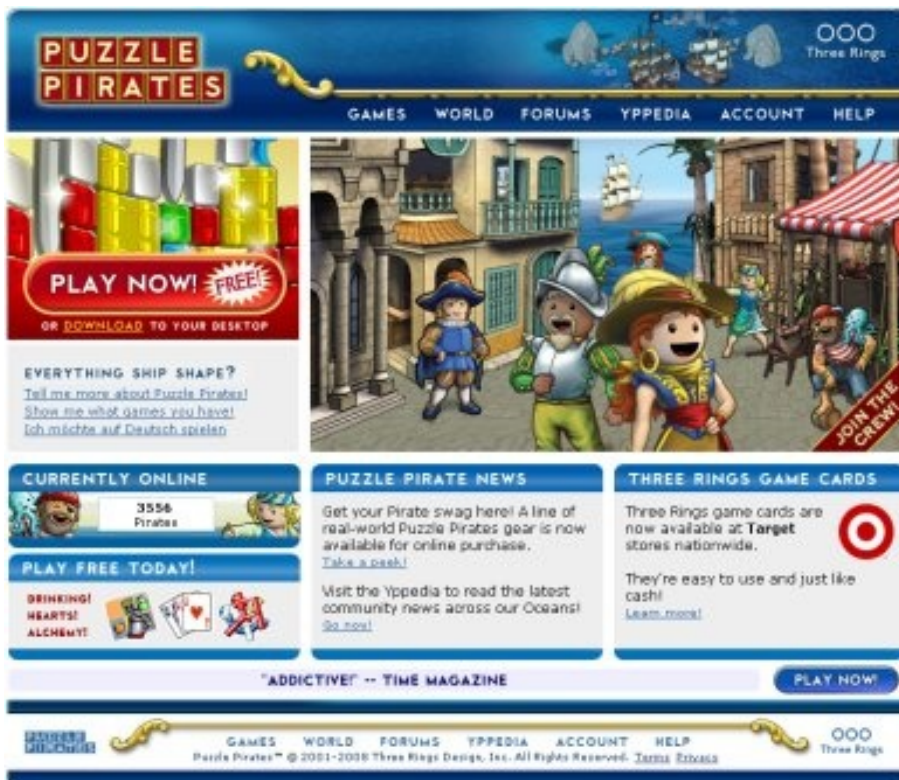 PUZZLE
PIRATES
OOO
Three Rings
GAMES WORLD FORUMS YPPEDIA ACCOUNT HELP
PLAY NOW! FREE!
OR DOWNLOAD TO YOUR DESKTOP
EVERYTHING SHIP SHAPE?
Tell me more about Puzzle Pirates!
Show me what games you have!
Ich möchte auf Deutsch spielen
JOIN THE
CREW!
CURRENTLY ONLINE
3556
Pirates
PLAY FREE TODAY!
DRINKING!
HEARTS!
ALCHEMY!
PUZZLE PIRATE NEWS
Get your Pirate swag here! A line of
real-world Puzzle Pirates gear is now
available for online purchase.
Take a peek!
Visit the Yppedia to read the latest
community news across our Oceans!
Go now!
THREE RINGS GAME CARDS
Three Rings game cards are
now available at Target
stores nationwide.
They're easy to use and just like
cash!
Learn more!
"ADDICTIVE!" -- TIME MAGAZINE
PLAY NOW!
PUZZLE
PIRATES
GAMES WORLD FORUMS YPPEDIA ACCOUNT HELP
Puzzle Pirates™ © 2001-2008 Three Rings Design, Inc. All Rights Reserved. Terms Privacy
OOO
Three Rings